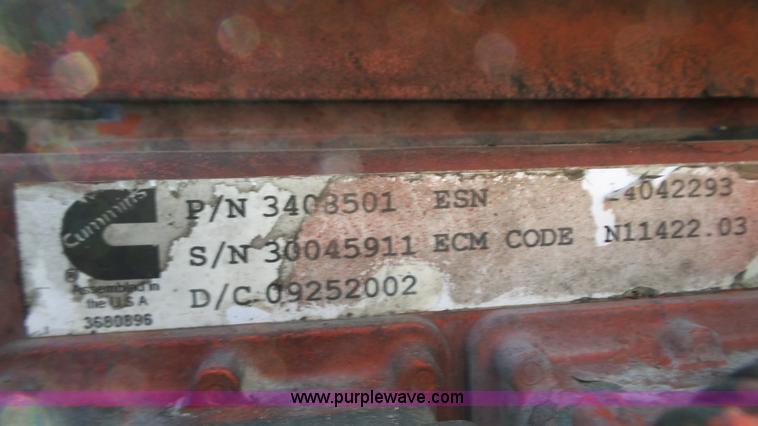 Cummins
®
Assembled in
the U.S.A
3680896
P/N 3408501 ESN
S/N 30045911 ECM CODE N11422.03
D/C 09252002
www.purplewave.com